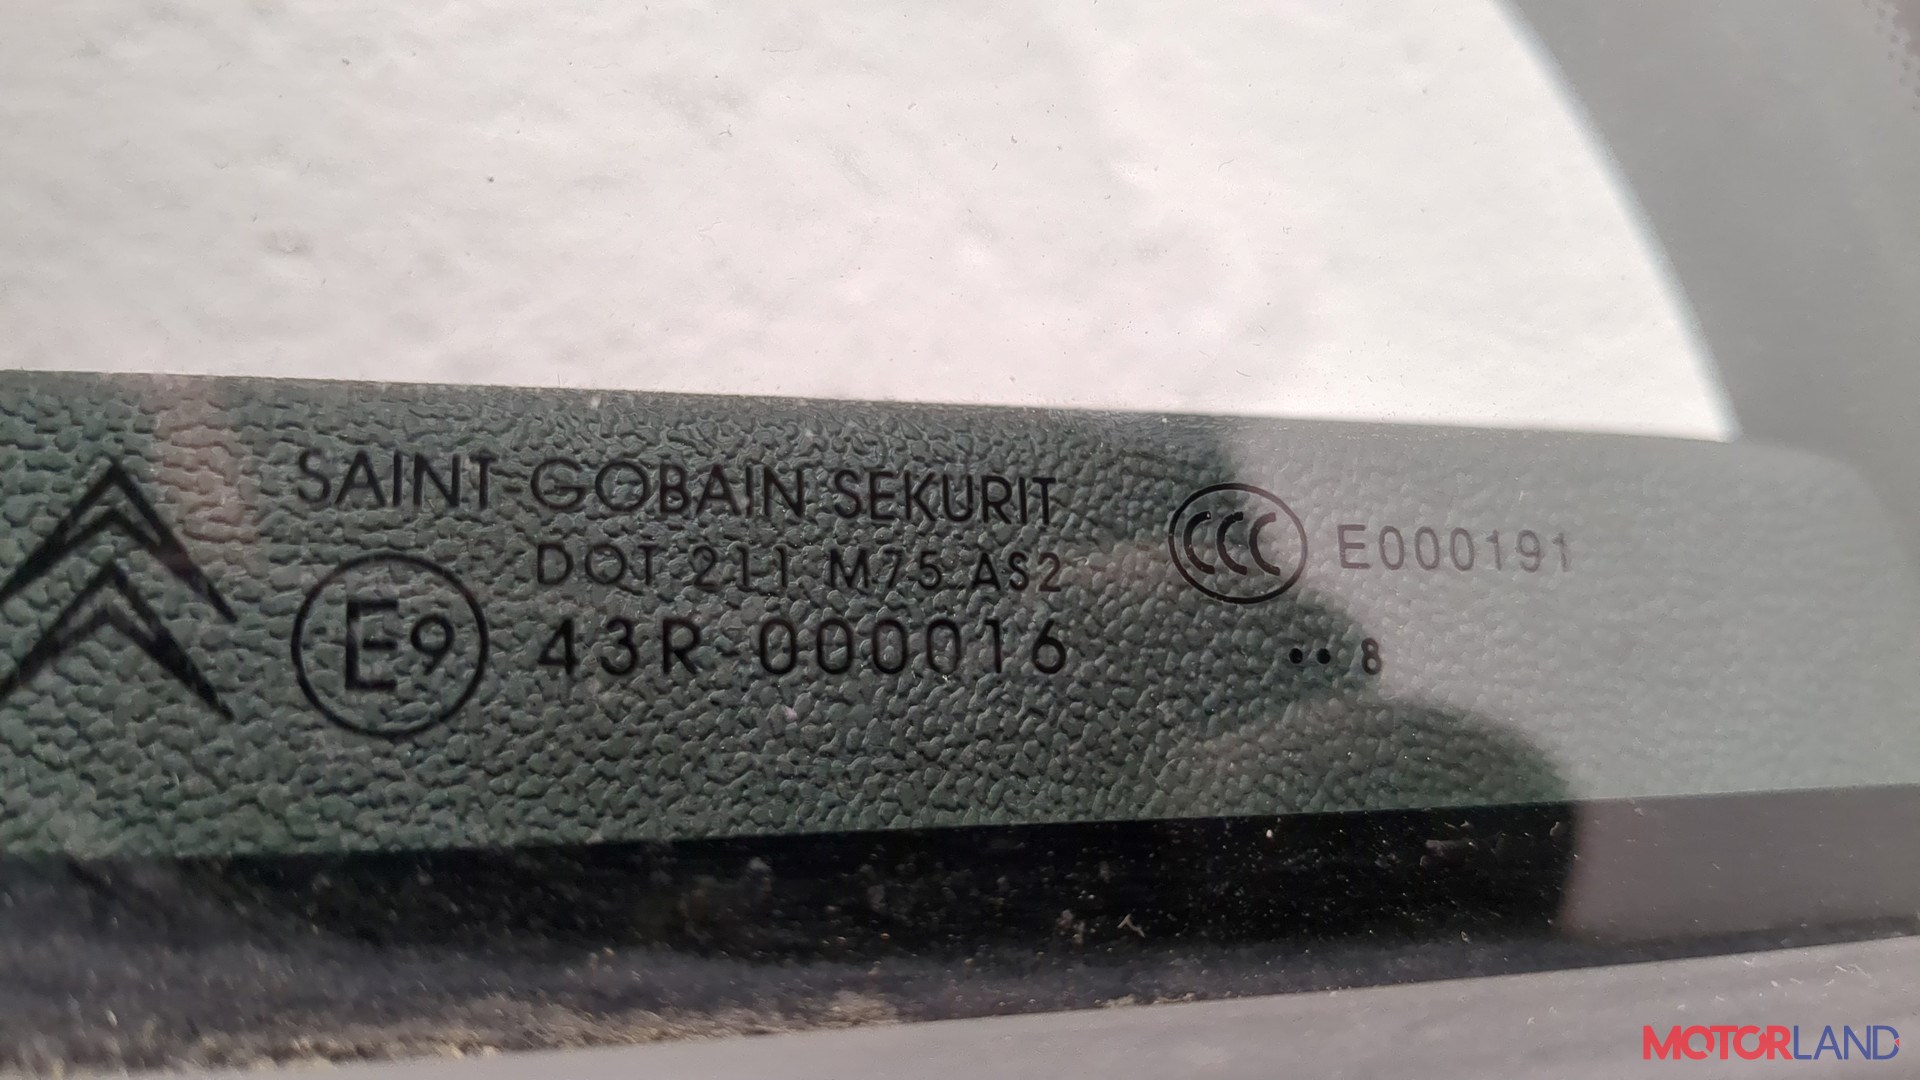 SAINT-GOBAIN SEKURIT
DOT 211 M75 AS2
E9 43R-000016
CCC E000191
•• 8
MOTORLAND